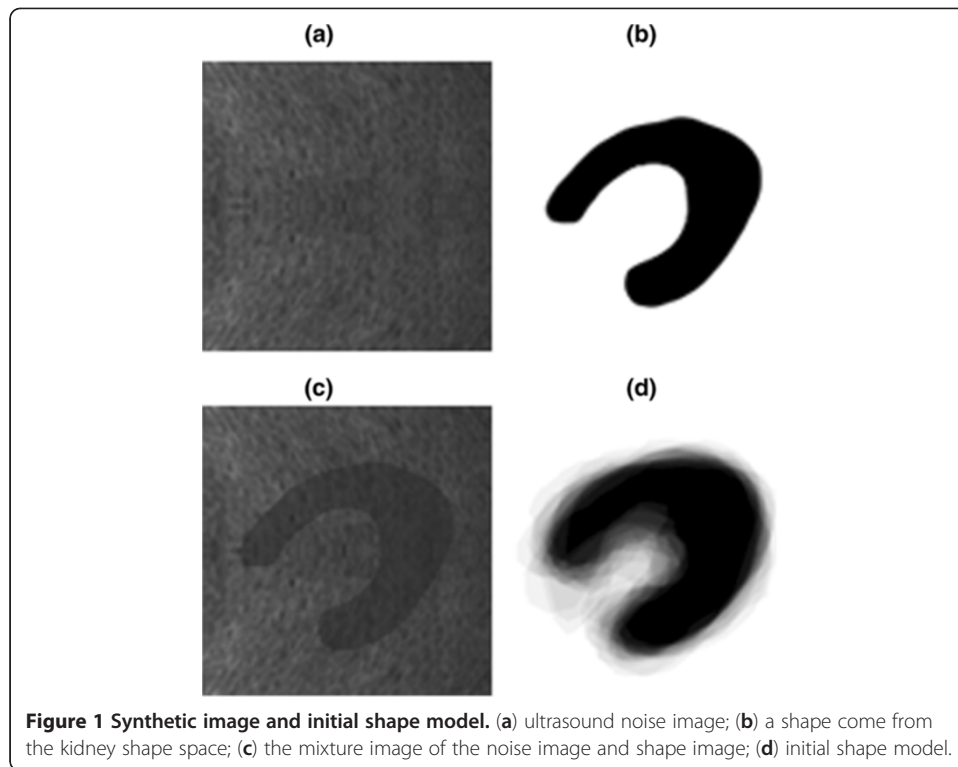 (a)
(b)
(c)
(d)
Figure 1 Synthetic image and initial shape model. (a) ultrasound noise image; (b) a shape come from
the kidney shape space; (c) the mixture image of the noise image and shape image; (d) initial shape model.